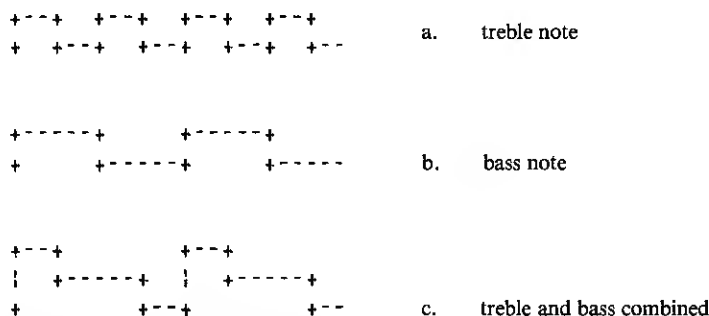 a. treble note
b. bass note
c. treble and bass combined